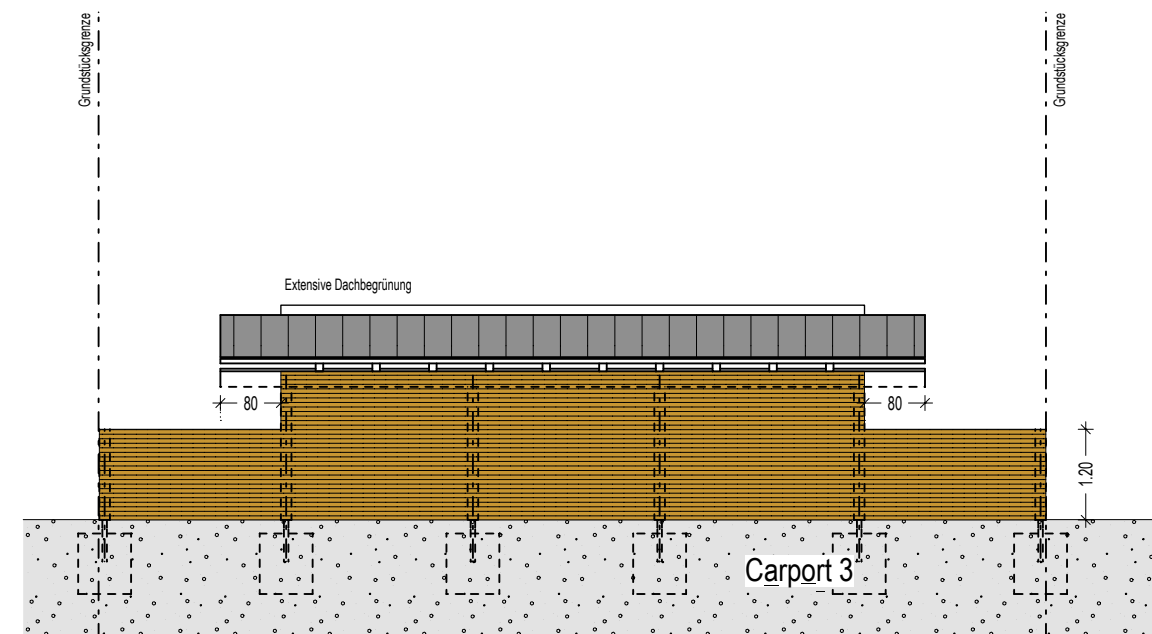 Grundstücksgrenze
Grundstücksgrenze
Extensive Dachbegrünung
80
80
1.20
Carport 3